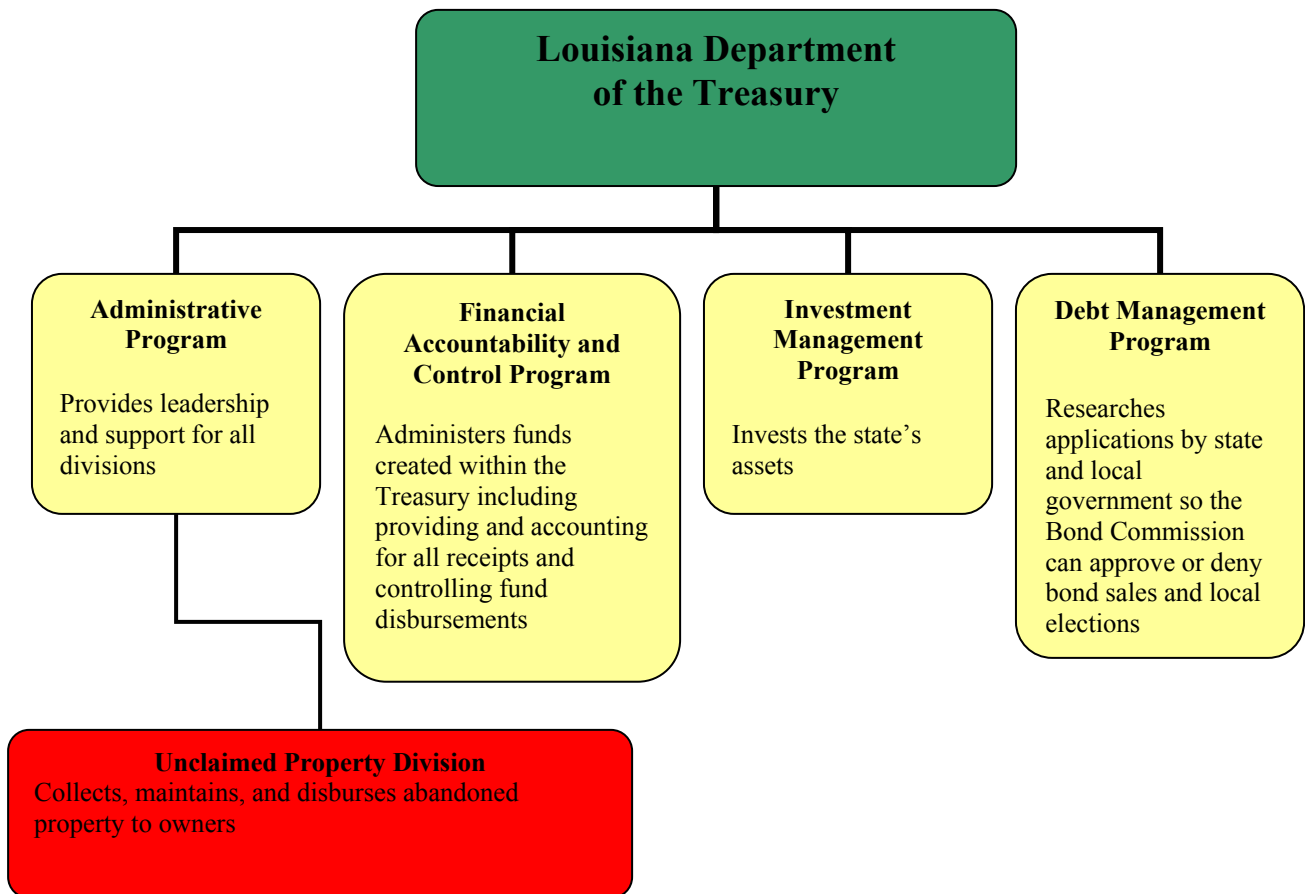 Louisiana Department
of the Treasury
Administrative
Program
Provides leadership
and support for all
divisions
Financial
Accountability and
Control Program
Administers funds
created within the
Treasury including
providing and accounting
for all receipts and
controlling fund
disbursements
Investment
Management
Program
Invests the state’s
assets
Debt Management
Program
Researches
applications by state
and local
government so the
Bond Commission
can approve or deny
bond sales and local
elections
Unclaimed Property Division
Collects, maintains, and disburses abandoned
property to owners